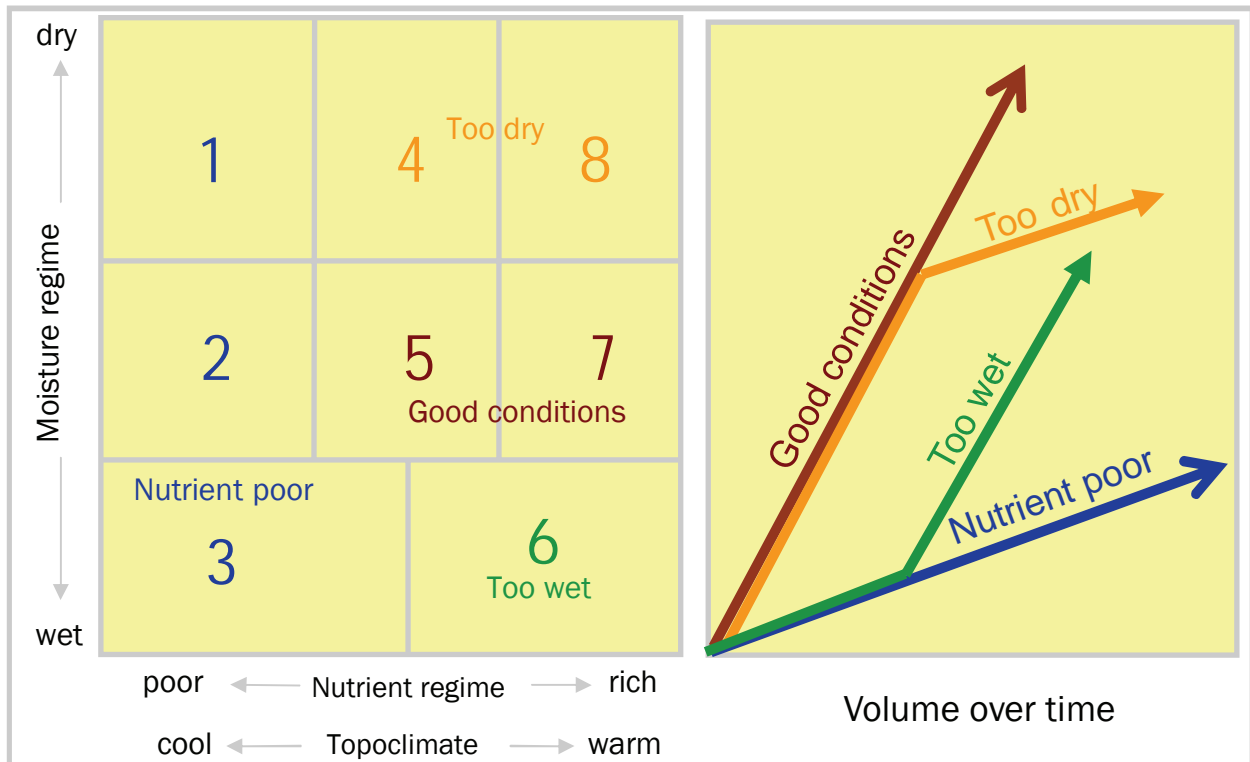 dry
Moisture regime
wet
1
4
Too dry
8
2
5
7
Good conditions
Nutrient poor
3
6
Too wet
poor
Nutrient regime
rich
cool
Topoclimate
warm
Good conditions
Too dry
Too wet
Nutrient poor
Volume over time